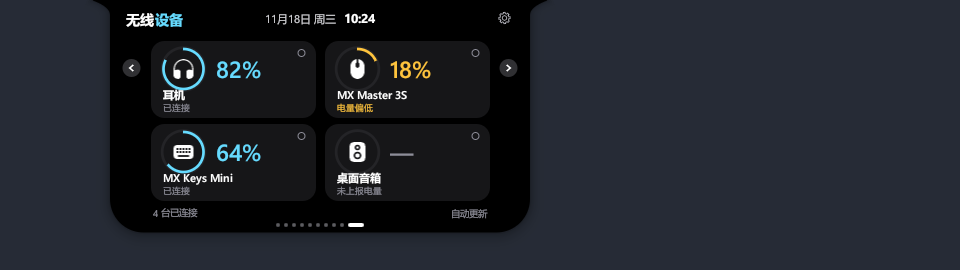 无线设备 11月18日 周三 10:24
82%
耳机
已连接
18%
MX Master 3S
电量偏低
64%
MX Keys Mini
已连接
—
桌面音箱
未上报电量
4 台已连接
自动更新